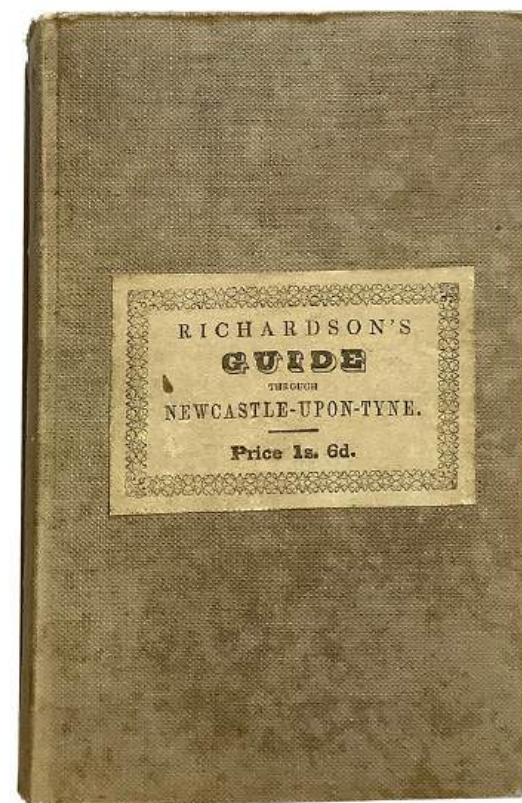 RICHARDSON'S
GUIDE
THROUGH
NEWCASTLE-UPON-TYNE.
Price 1s. 6d.